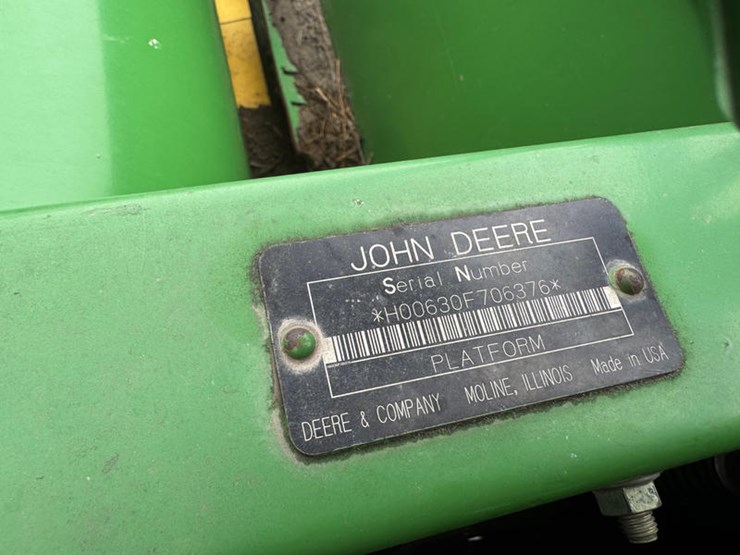 JOHN DEERE
Serial Number
*H00630F706376*
PLATFORM
DEERE & COMPANY MOLINE, ILLINOIS Made in USA